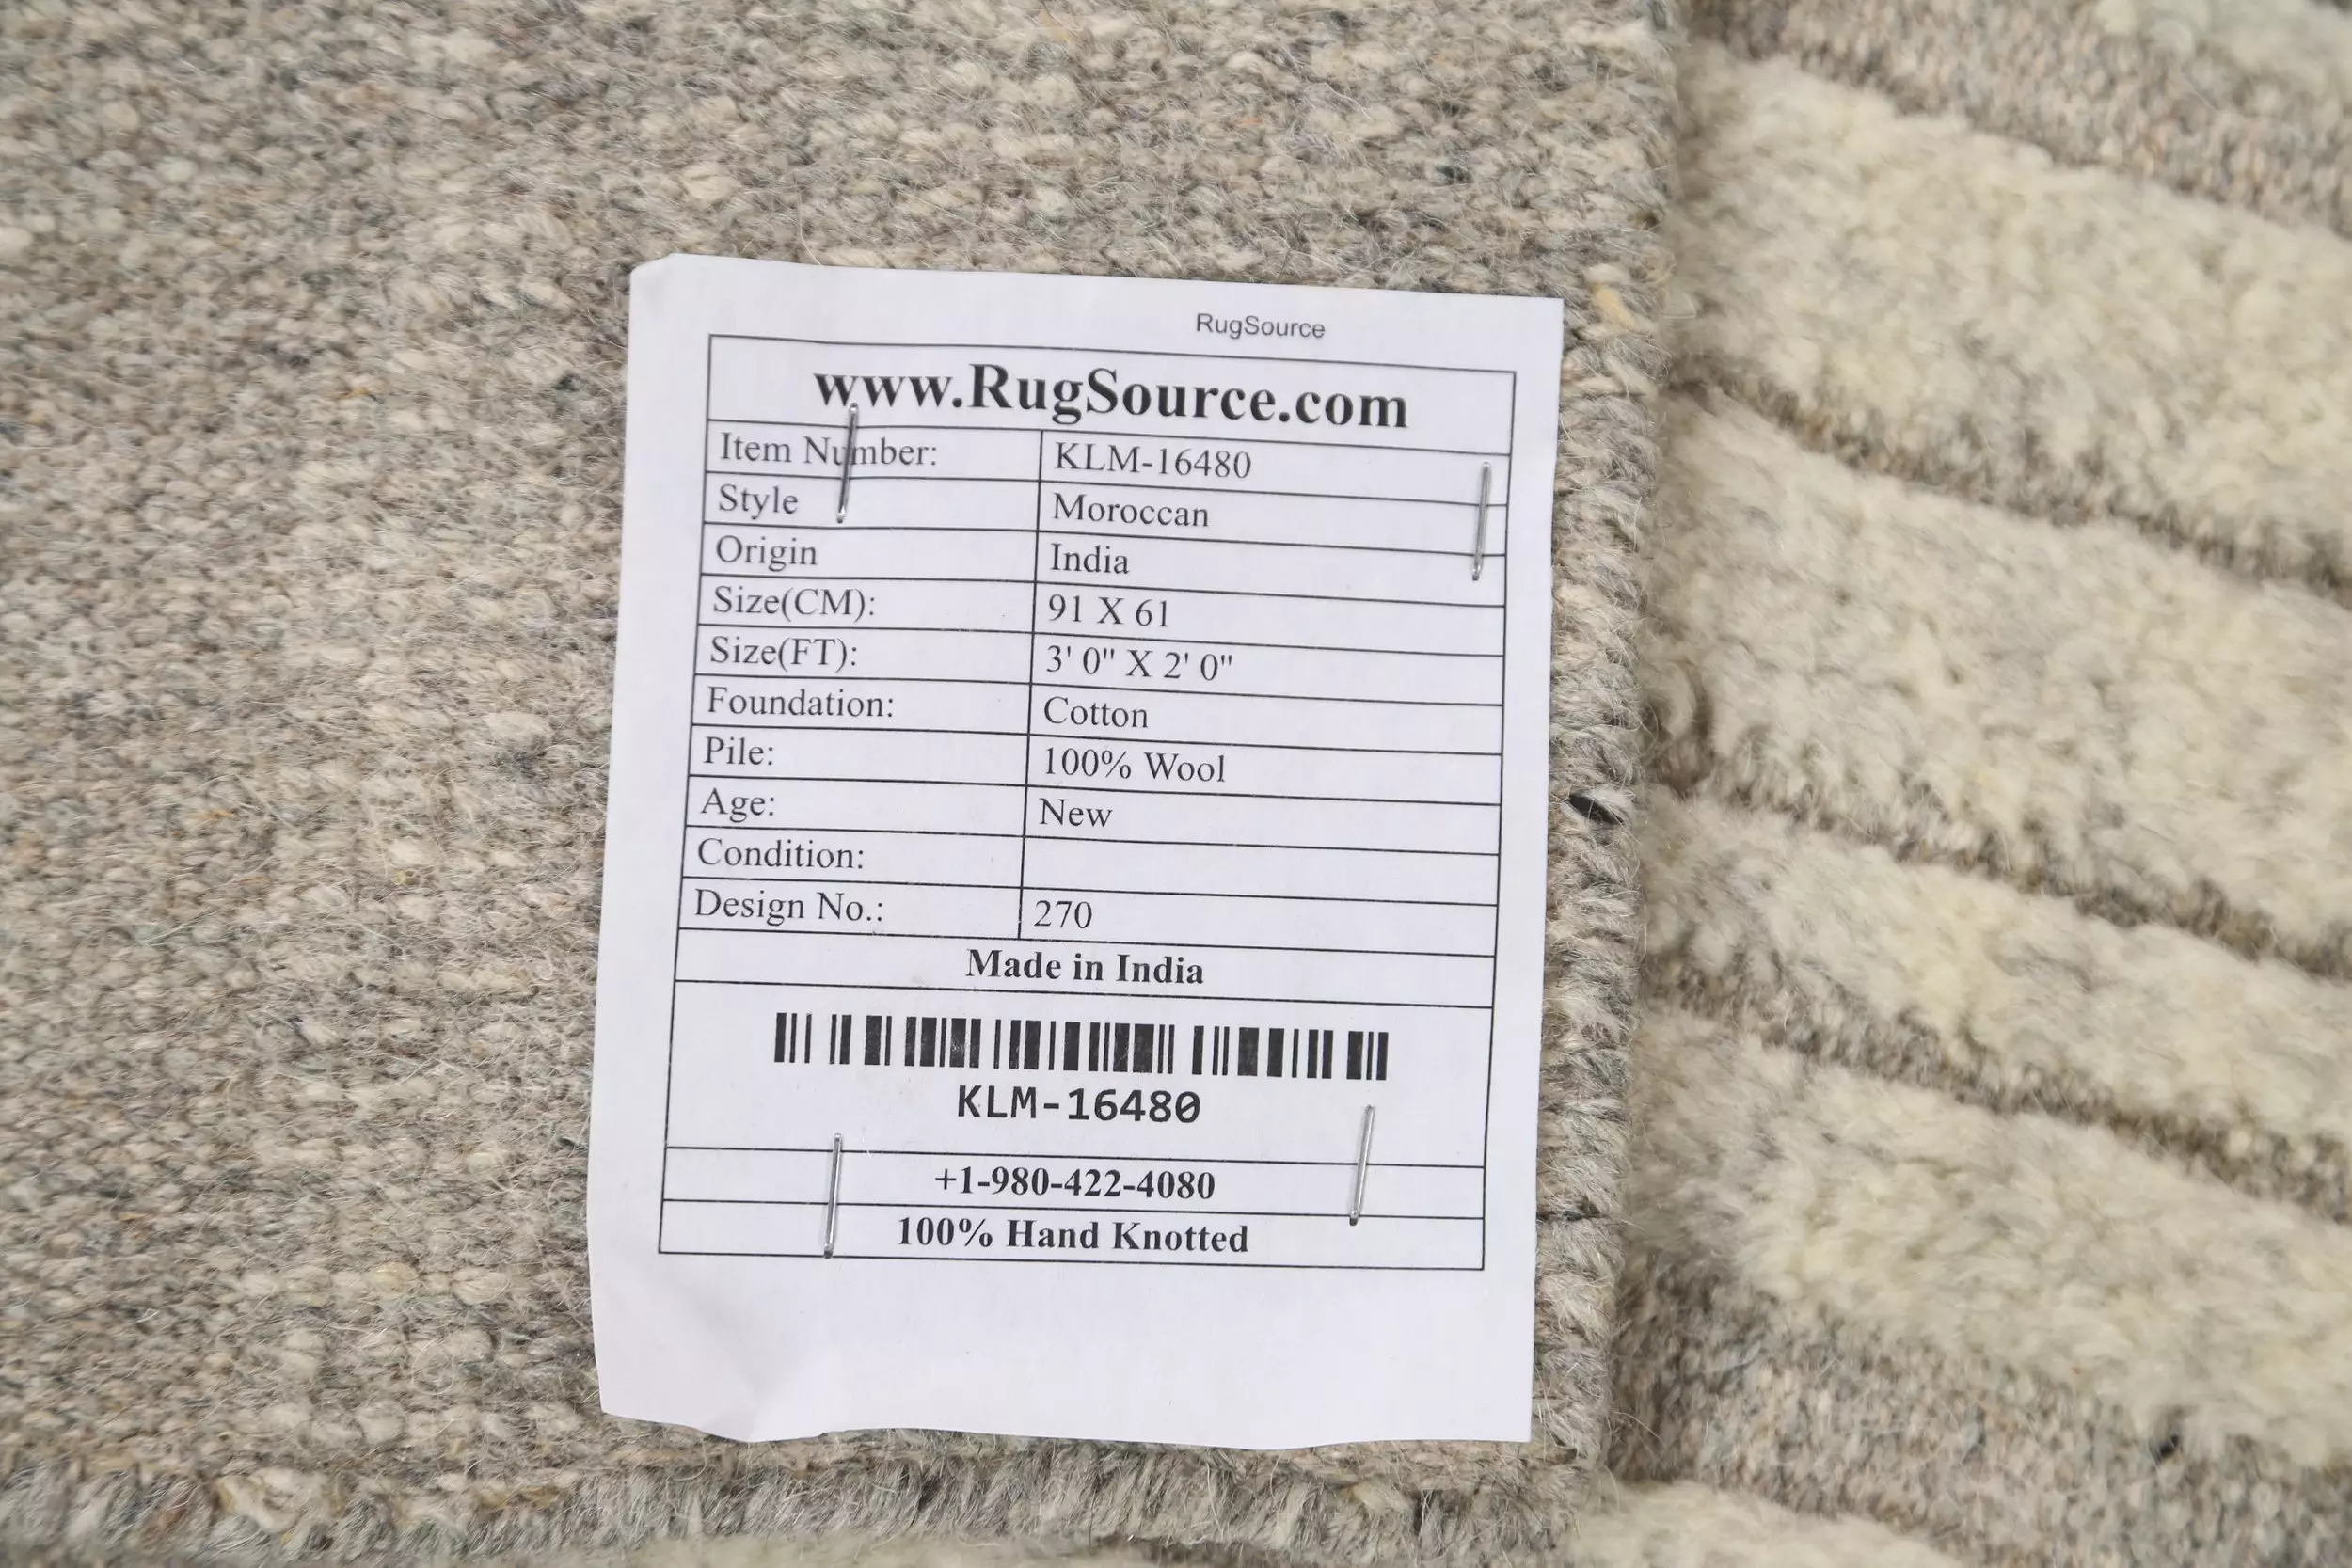 RugSource
www.RugSource.com
Item Number: KLM-16480
Style Moroccan
Origin India
Size(CM): 91 X 61
Size(FT): 3' 0" X 2' 0"
Foundation: Cotton
Pile: 100% Wool
Age: New
Condition:
Design No.: 270
Made in India
KLM-16480
+1-980-422-4080
100% Hand Knotted